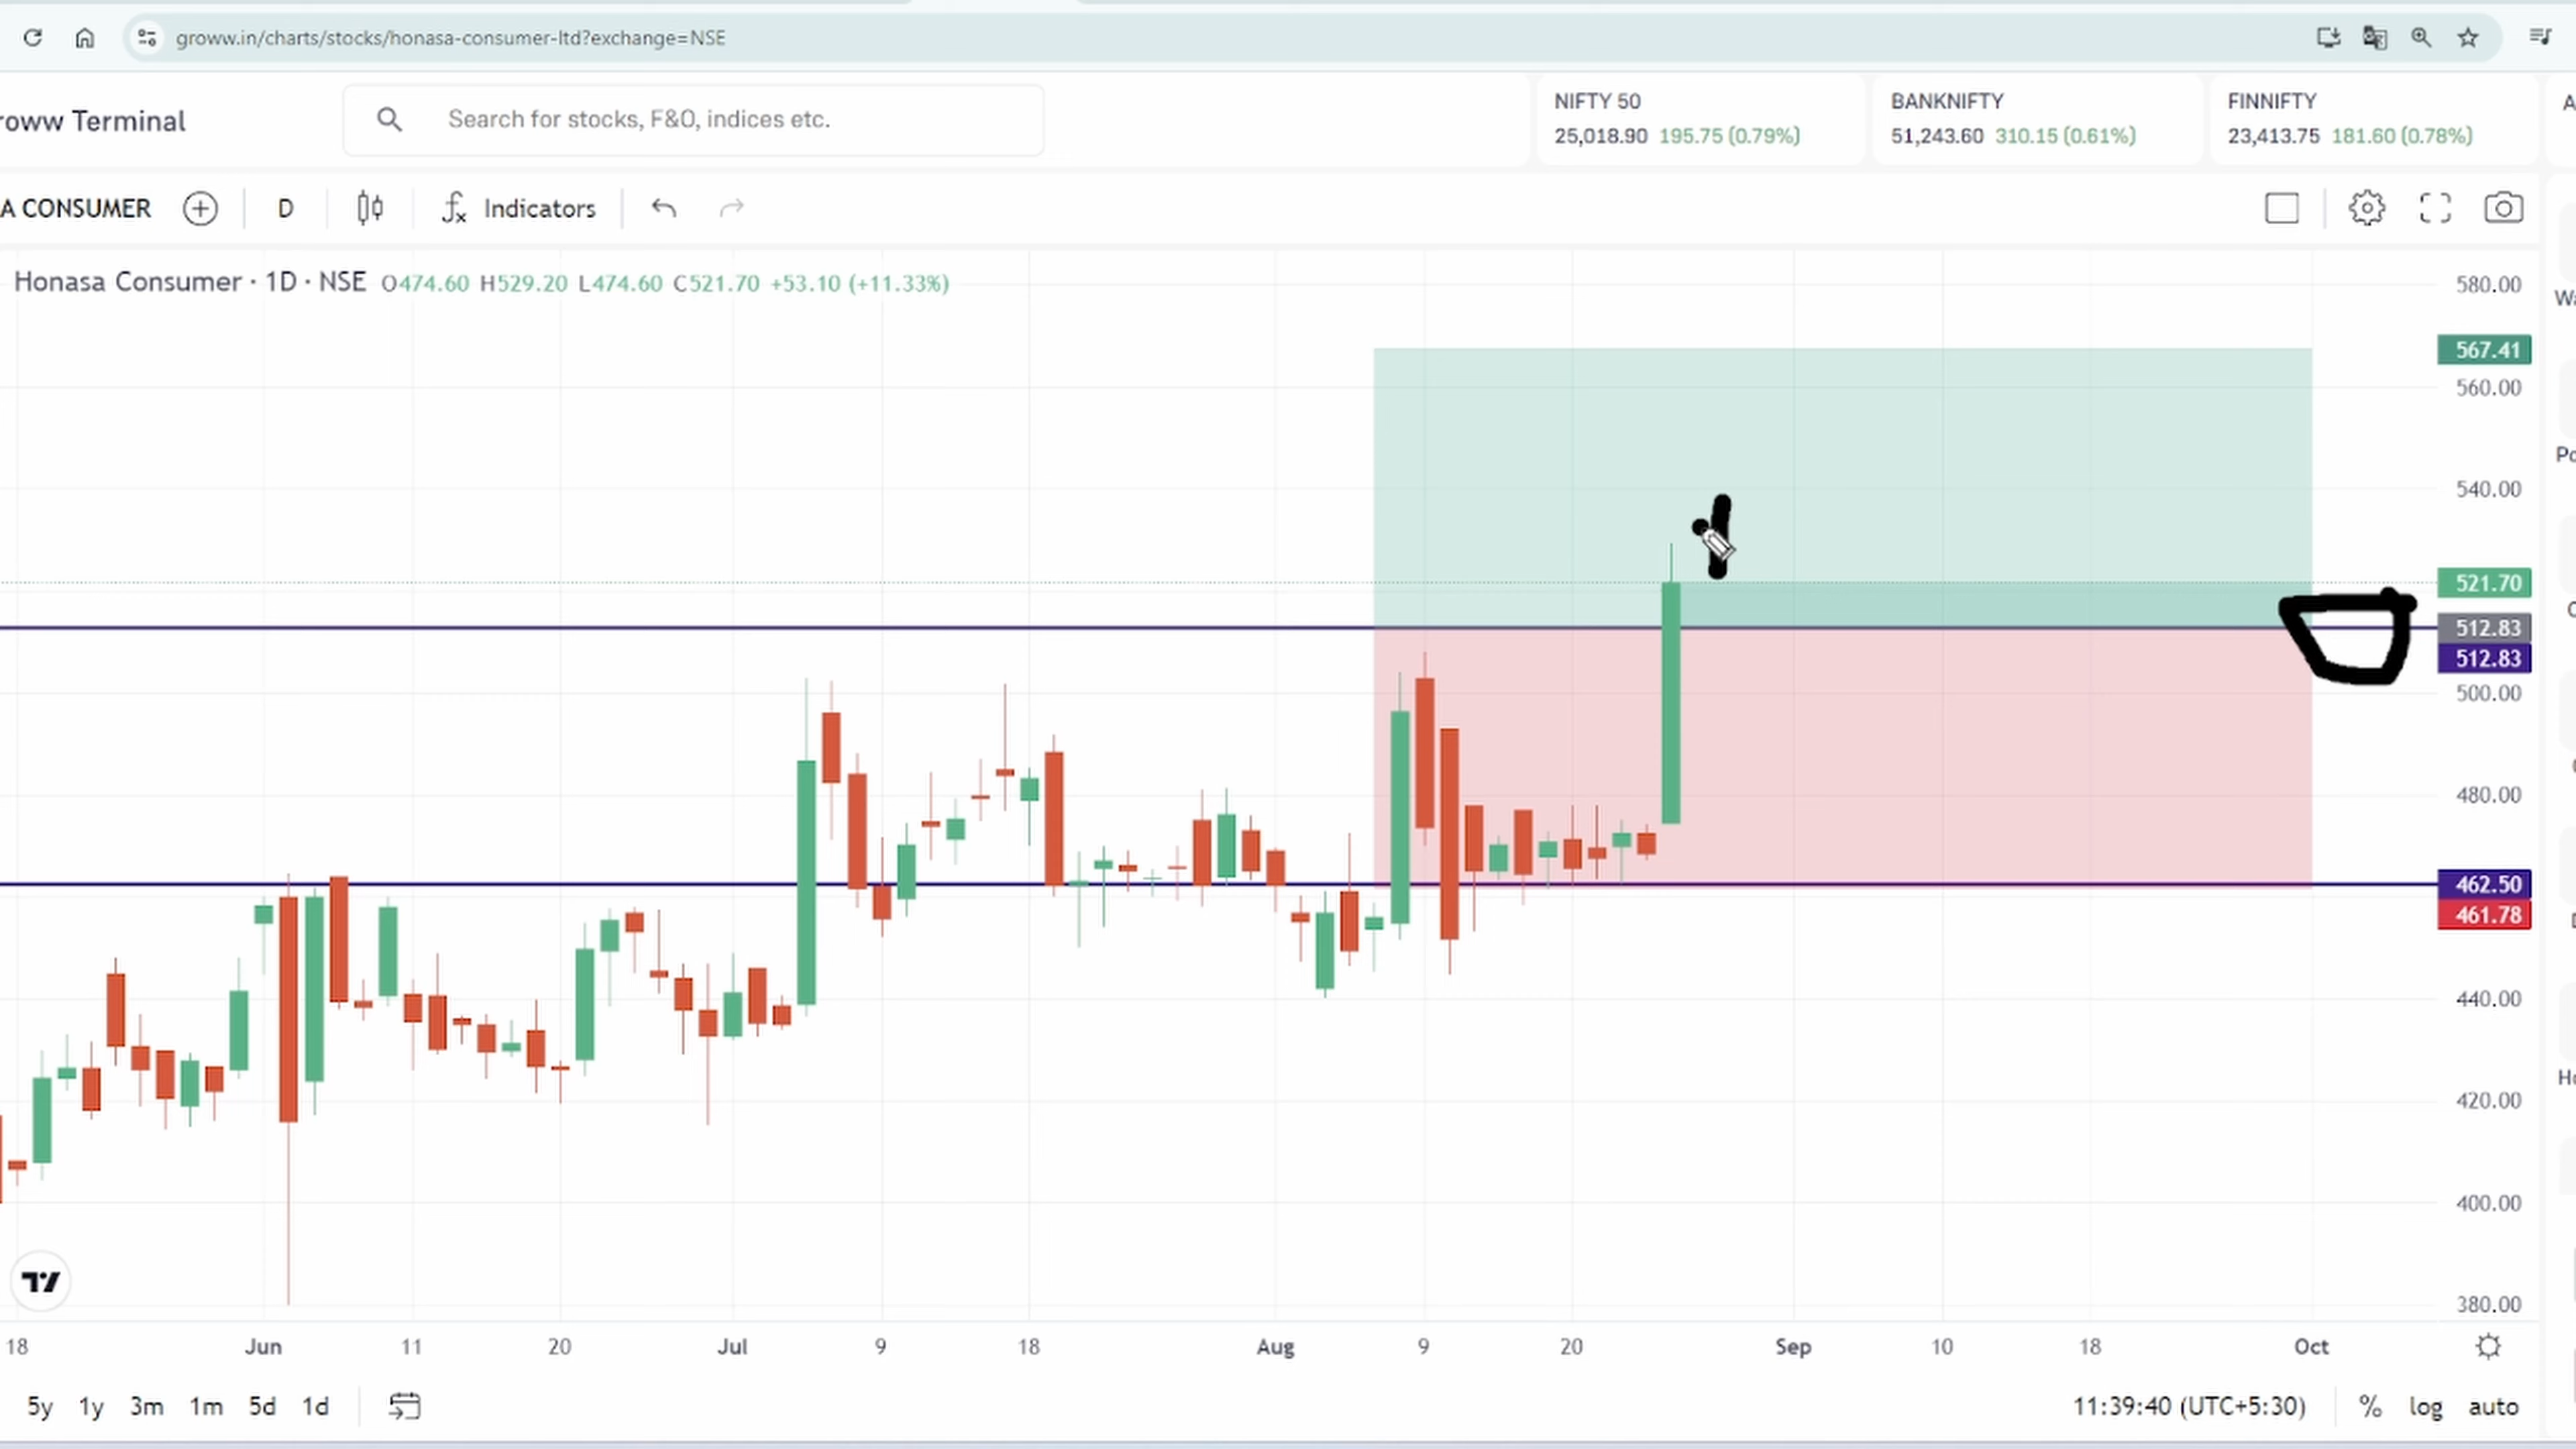 groww.in/charts/stocks/honasa-consumer-ltd?exchange=NSE
roww Terminal
Search for stocks, F&O, indices etc.
NIFTY 50
25,018.90 195.75 (0.79%)
BANKNIFTY
51,243.60 310.15 (0.61%)
FINNIFTY
23,413.75 181.60 (0.78%)
A CONSUMER
D
Indicators
Honasa Consumer · 1D · NSE O474.60 H529.20 L474.60 C521.70 +53.10 (+11.33%)
580.00
567.41
560.00
540.00
521.70
512.83
512.83
500.00
480.00
462.50
461.78
440.00
420.00
400.00
380.00
18 Jun 11 20 Jul 9 18 Aug 9 20 Sep 10 18 Oct
5y 1y 3m 1m 5d 1d
11:39:40 (UTC+5:30) % log auto